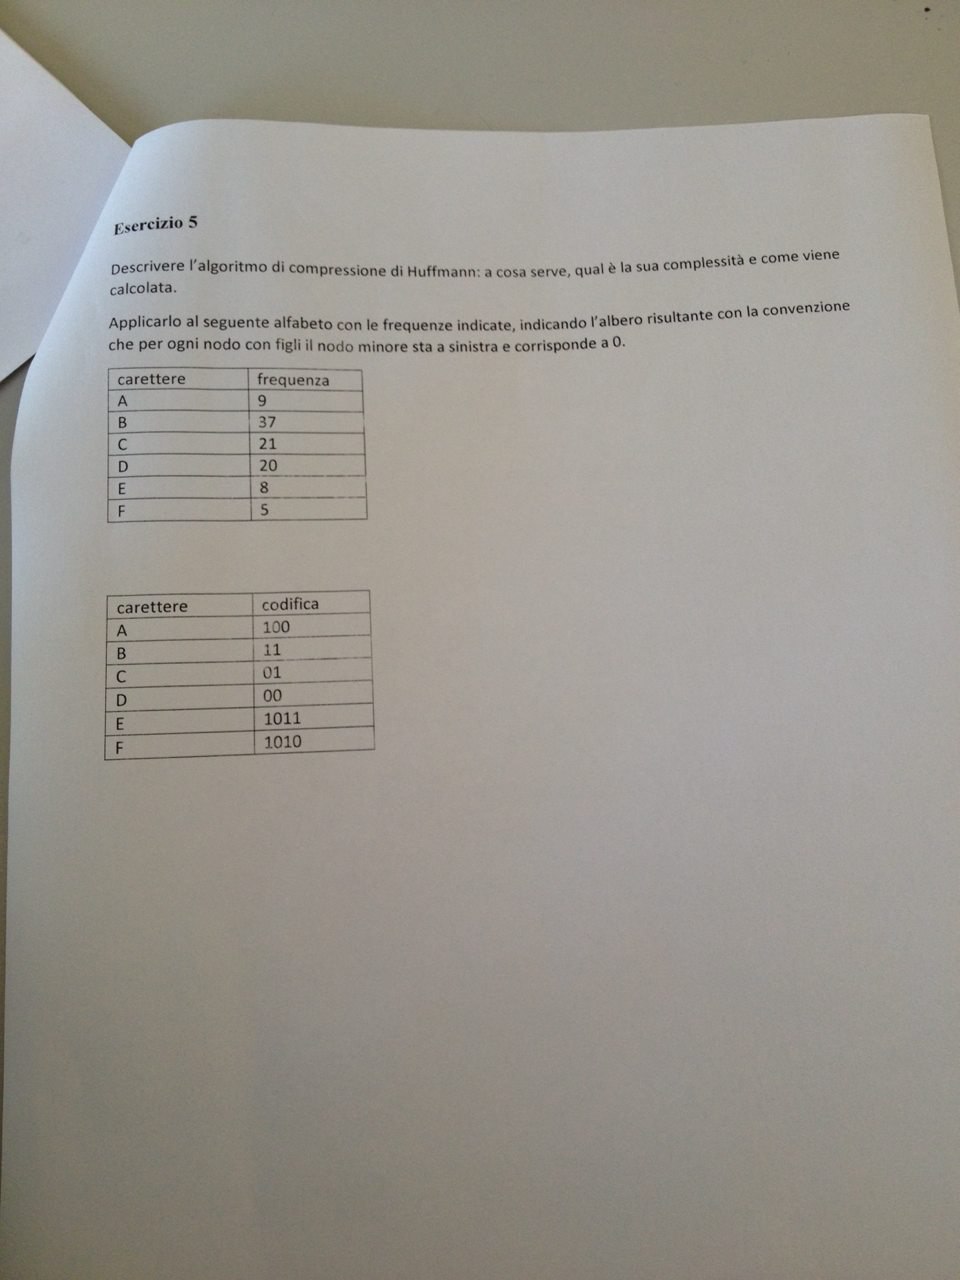 Esercizio 5
Descrivere l'algoritmo di compressione di Huffmann: a cosa serve, qual è la sua complessità e come viene
calcolata.
Applicarlo al seguente alfabeto con le frequenze indicate, indicando l'albero risultante con la convenzione
che per ogni nodo con figli il nodo minore sta a sinistra e corrisponde a 0.
carettere frequenza
A 9
B 37
C 21
D 20
E 8
F 5
carettere codifica
A 100
B 11
C 01
D 00
E 1011
F 1010